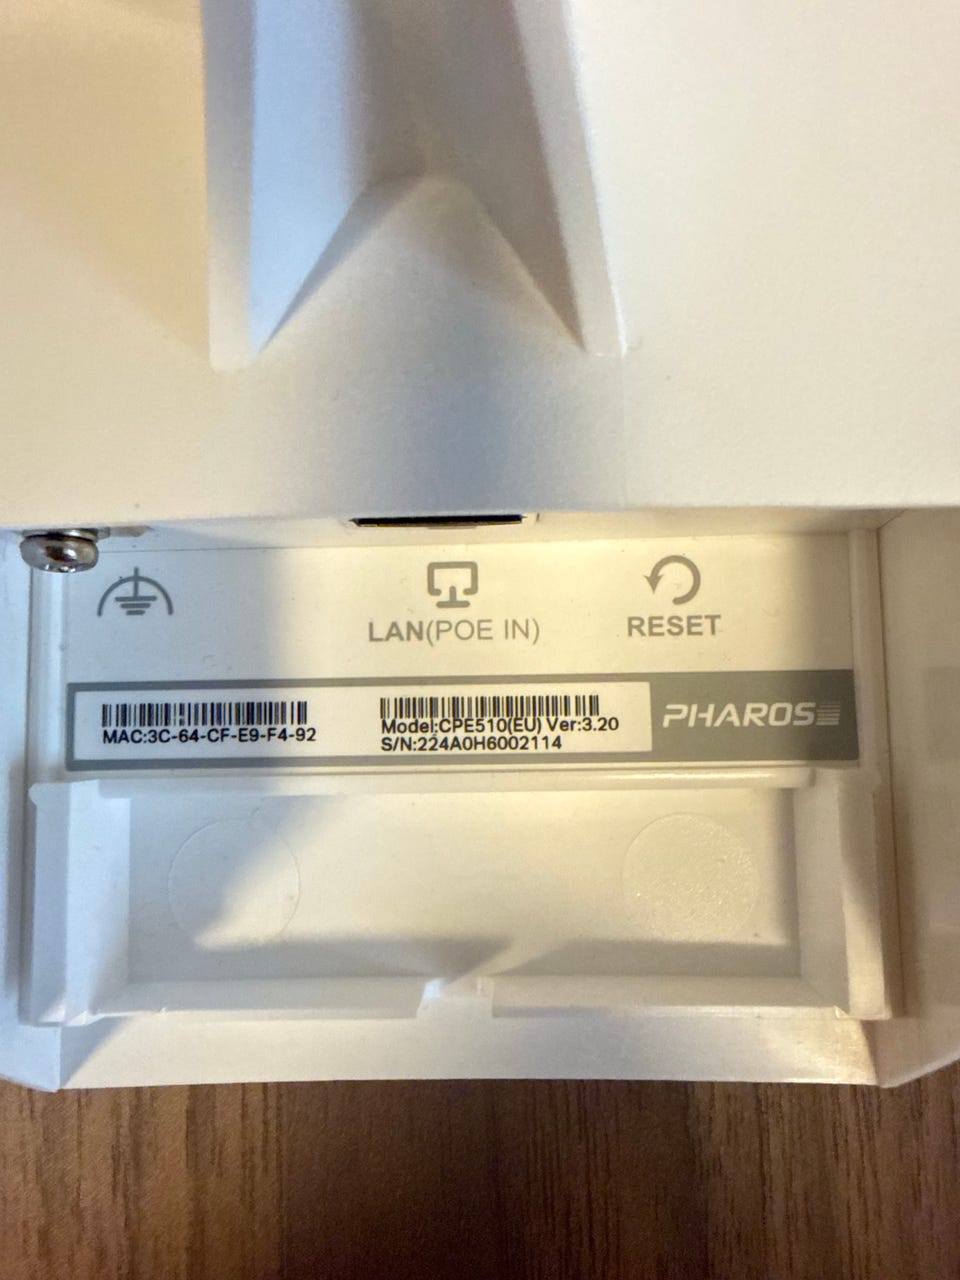 LAN(POE IN)
RESET
MAC:3C-64-CF-E9-F4-92
Model:CPE510(EU) Ver:3.20
S/N:224A0H6002114
PHAROS